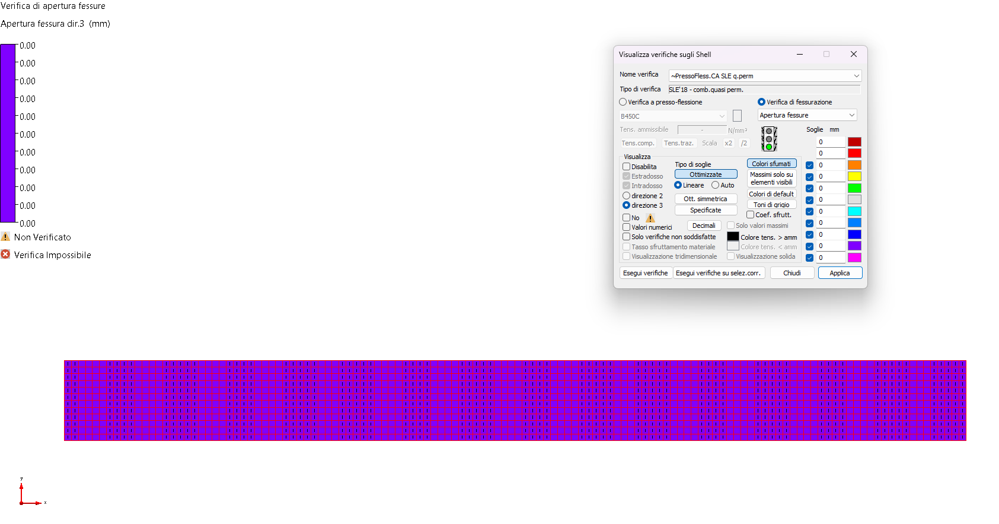 Verifica di apertura fessure
Apertura fessura dir.3 (mm)
0.00
0.00
0.00
0.00
0.00
0.00
0.00
0.00
0.00
0.00
0.00
Non Verificato
Verifica Impossibile
Visualizza verifiche sugli Shell
Nome verifica ~PressoFless.CA SLE q.perm
Tipo di verifica SLE'18 - comb.quasi perm.
Verifica a presso-flessione Verifica di fessurazione
B450C Apertura fessure
Tens. ammissibile - N/mm² Soglie mm
Tens.comp. Tens.traz. Scala x2 /2
Visualizza
Disabilita Tipo di soglie Colori sfumati
Estradosso Ottimizzate Massimi solo su
elementi visibili
Intradosso Lineare Auto
direzione 2 Ott. simmetrica Colori di default
direzione 3 Specificate Toni di grigio
No Coef. sfrutt.
Valori numerici Decimali Solo valori massimi
Solo verifiche non soddisfatte Colore tens. > amm
Tasso sfruttamento materiale Colore tens. < amm
Visualizzazione tridimensionale Visualizzazione solida
0
0
0
0
0
0
0
0
0
0
0
Esegui verifiche Esegui verifiche su selez.corr. Chiudi Applica
y
x